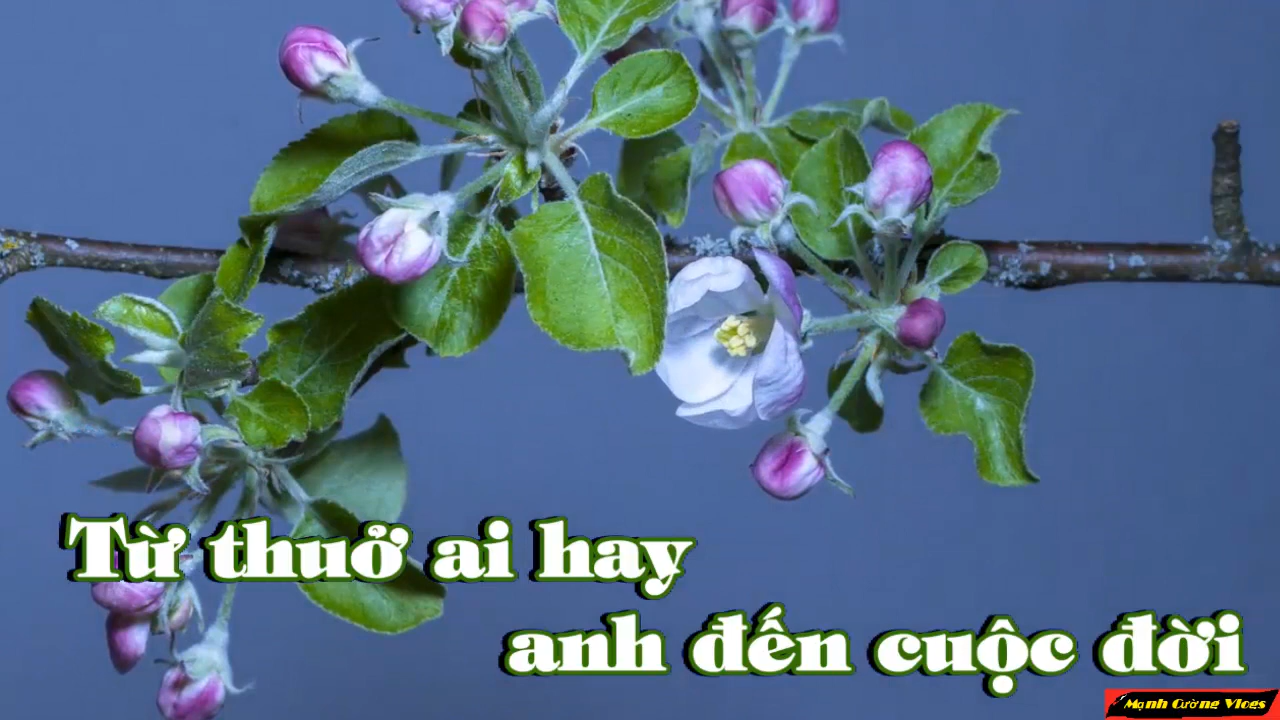 Từ thuở ai hay
anh đến cuộc đời
Mạnh Cường Vlogs